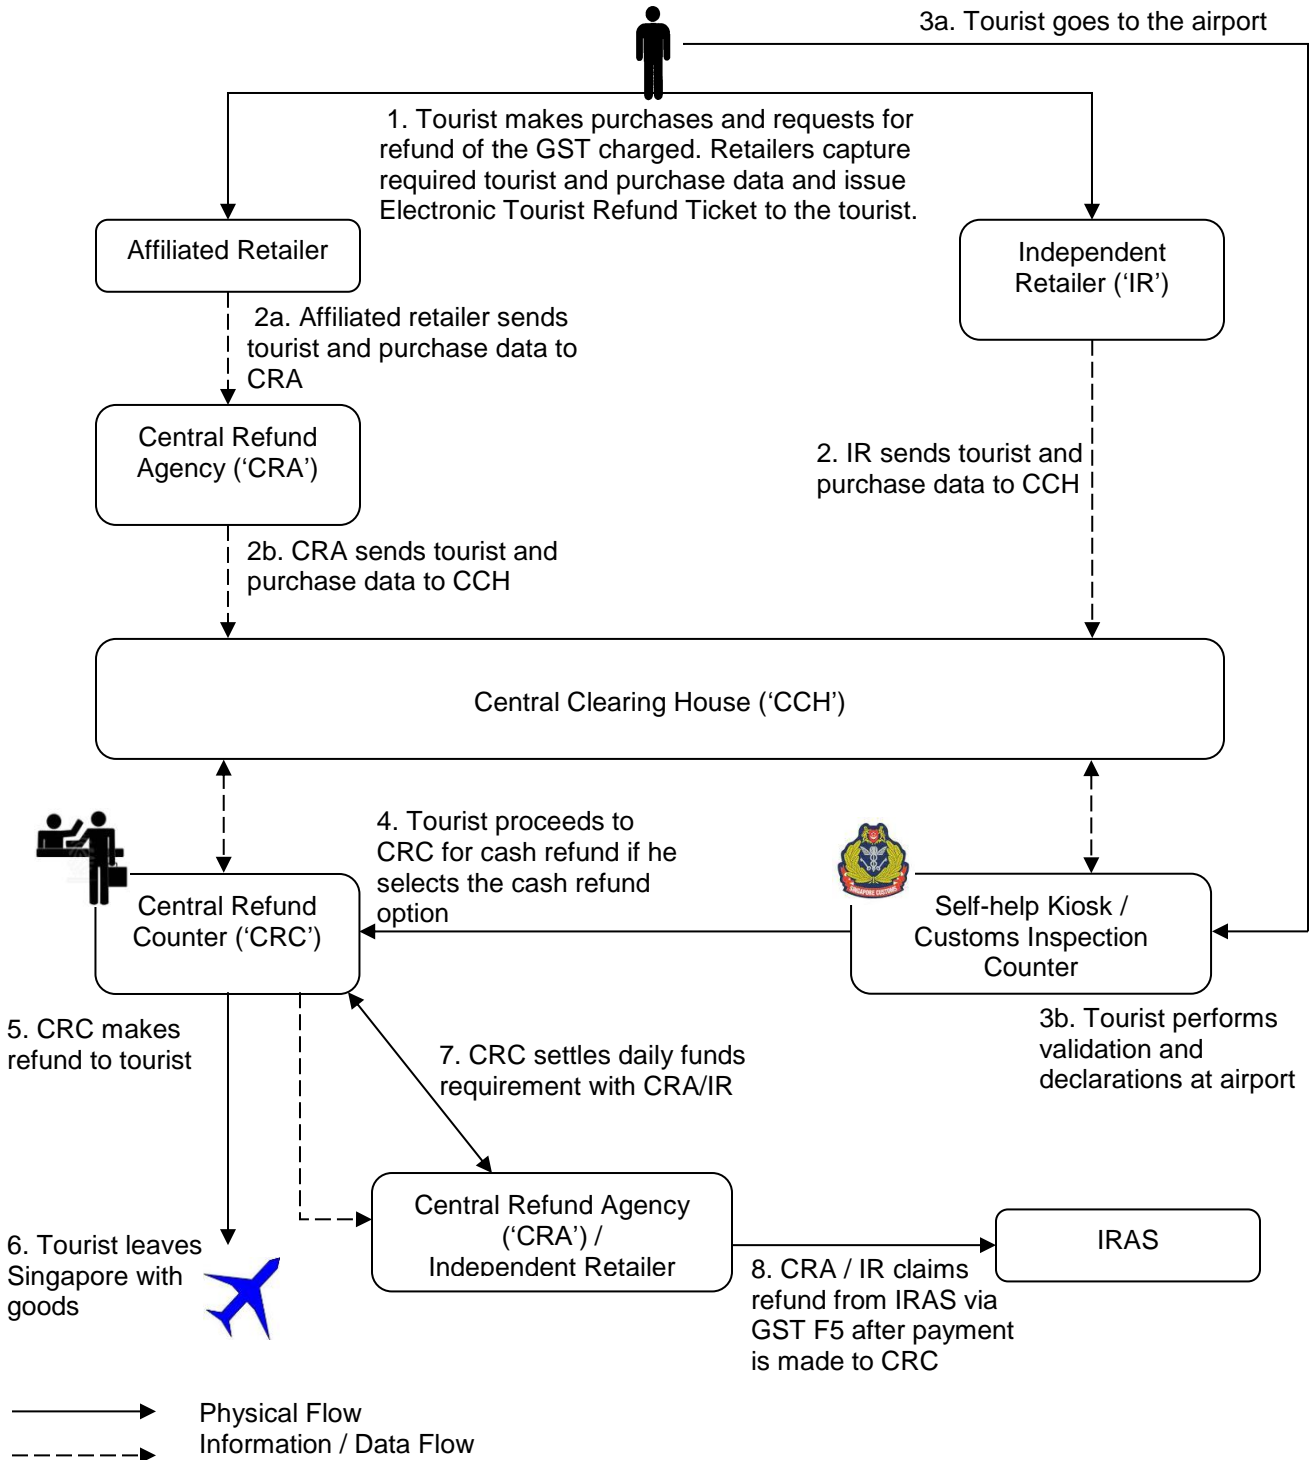 3a. Tourist goes to the airport
1. Tourist makes purchases and requests for
refund of the GST charged. Retailers capture
required tourist and purchase data and issue
Electronic Tourist Refund Ticket to the tourist.
Affiliated Retailer
Independent
Retailer (‘IR’)
2a. Affiliated retailer sends
tourist and purchase data to
CRA
Central Refund
Agency (‘CRA’)
2. IR sends tourist and
purchase data to CCH
2b. CRA sends tourist and
purchase data to CCH
Central Clearing House (‘CCH’)
4. Tourist proceeds to
CRC for cash refund if he
selects the cash refund
option
SINGAPORE CUSTOMS
Central Refund
Counter (‘CRC’)
Self-help Kiosk /
Customs Inspection
Counter
5. CRC makes
refund to tourist
3b. Tourist performs
validation and
declarations at airport
7. CRC settles daily funds
requirement with CRA/IR
Central Refund Agency
(‘CRA’) /
Independent Retailer
IRAS
6. Tourist leaves
Singapore with
goods
8. CRA / IR claims
refund from IRAS via
GST F5 after payment
is made to CRC
Physical Flow
Information / Data Flow